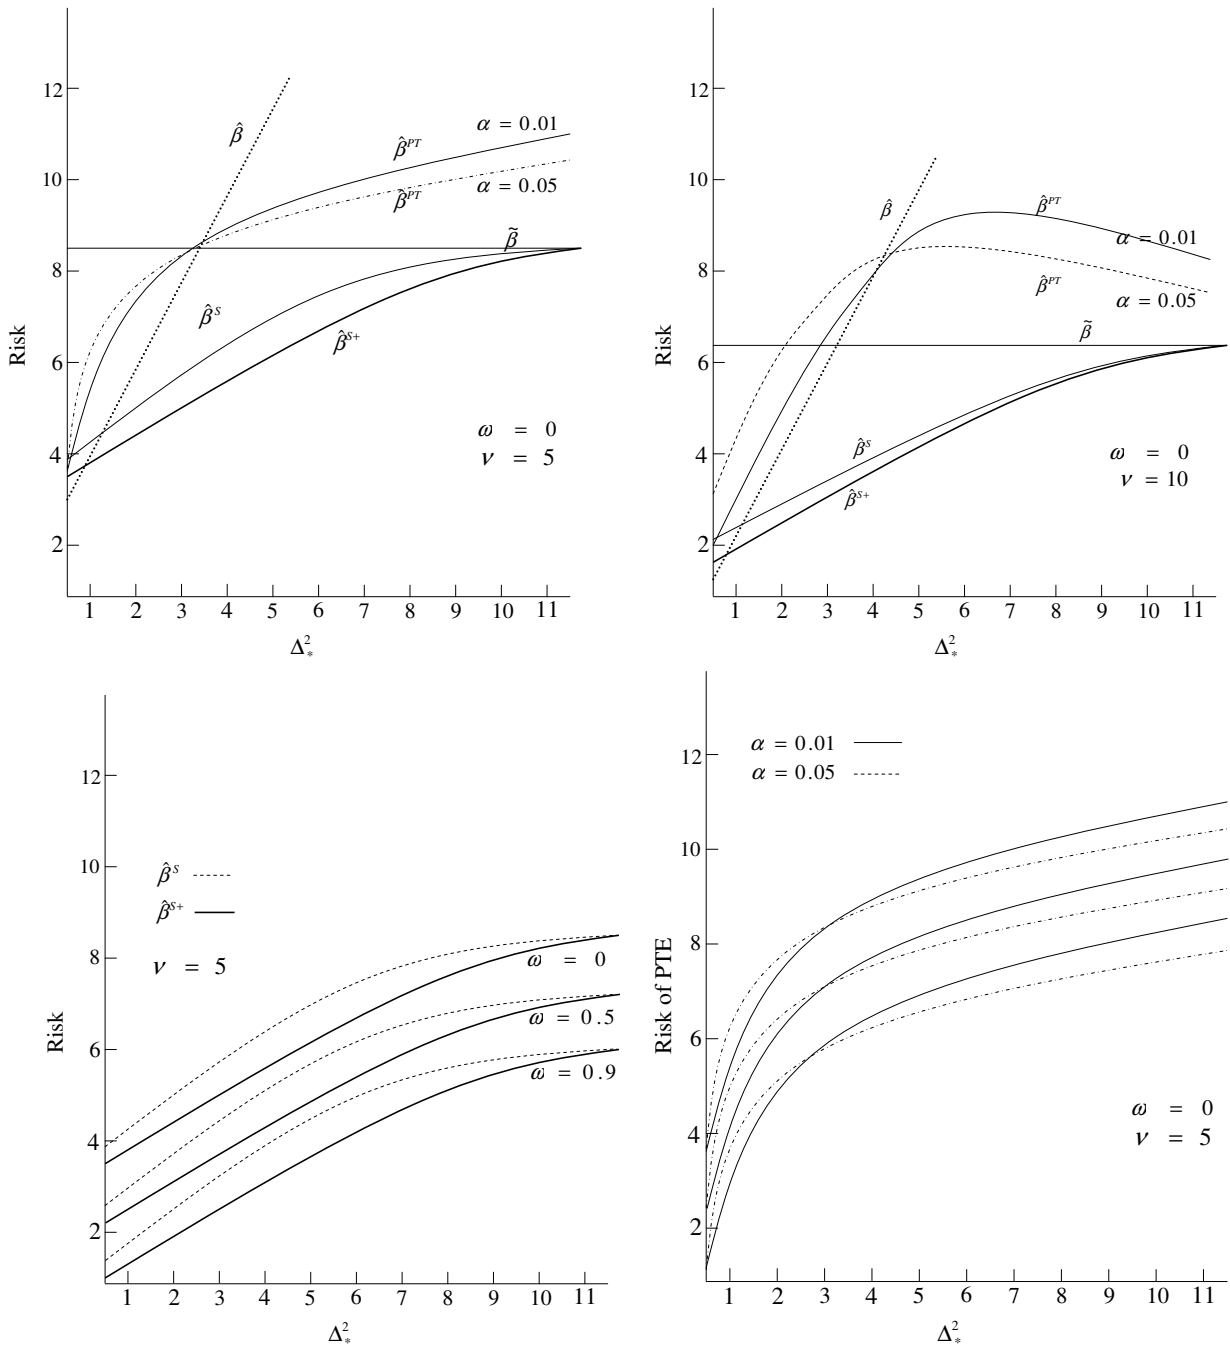 12
10
8
6
4
2
Risk
β̂
β̂^PT
α = 0.01
β̂^PT
α = 0.05
β̃
β̂^S
β̂^S+
ω = 0
ν = 5
1 2 3 4 5 6 7 8 9 10 11
Δ*²
12
10
8
6
4
2
Risk
β̂
β̂^PT
α = 0.01
β̂^PT
α = 0.05
β̃
β̂^S
β̂^S+
ω = 0
ν = 10
1 2 3 4 5 6 7 8 9 10 11
Δ*²
12
10
8
6
4
2
Risk
β̂^S
β̂^S+
ν = 5
ω = 0
ω = 0.5
ω = 0.9
1 2 3 4 5 6 7 8 9 10 11
Δ*²
12
10
8
6
4
2
Risk of PTE
α = 0.01
α = 0.05
ω = 0
ν = 5
1 2 3 4 5 6 7 8 9 10 11
Δ*²